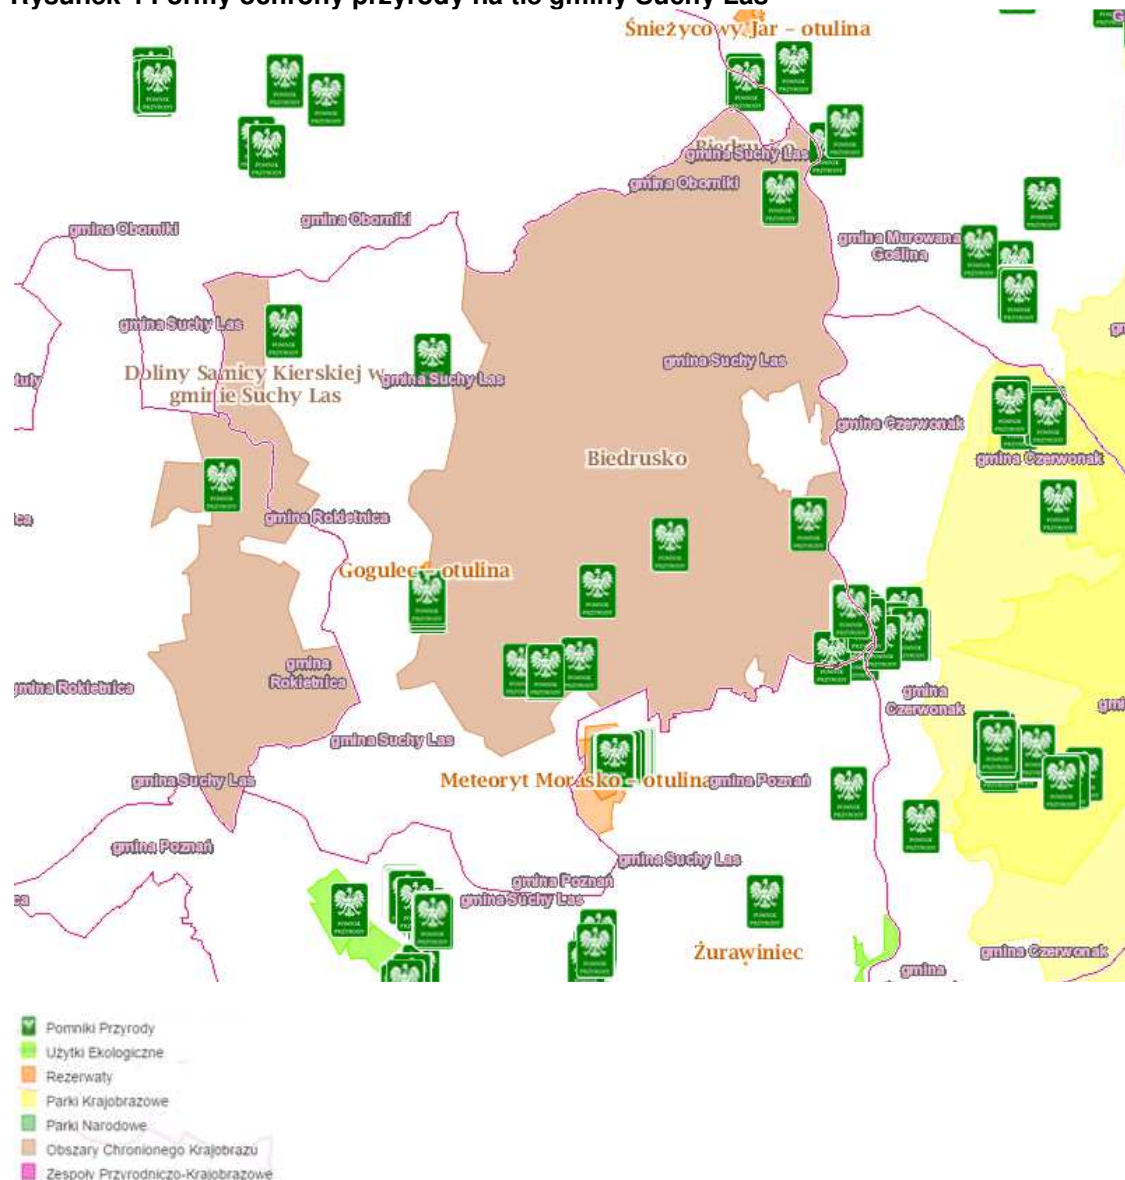 Rysunek 4 Formy ochrony przyrody na tle gminy Suchy Las
Śnieżycowy Jar – otulina
Biedrusko
gmina Suchy Las
gmina Oborniki
gmina Oborniki
gmina Oborniki
gmina Murowana
Goślina
gmina Suchy Las
Doliny Samicy Kierskiej w
gminie Suchy Las
gmina Suchy Las
gmina Suchy Las
gmina Czerwonak
gmina Czerwonak
Biedrusko
gmina Rokietnica
Gogulec – otulina
gmina
Rokietnica
gmina Rokietnica
gmina
Czerwonak
gmina Suchy Las
gmina Suchy Las
Meteoryt Morasko – otulina
gmina Poznań
gmina Poznań
gmina Suchy Las
gmina Poznań
gmina Suchy Las
Żurawiniec
gmina Czerwonak
gmina
POMNIK
PRZYRODY
Pomniki Przyrody
Użytki Ekologiczne
Rezerwaty
Parki Krajobrazowe
Parki Narodowe
Obszary Chronionego Krajobrazu
Zespoły Przyrodniczo-Krajobrazowe